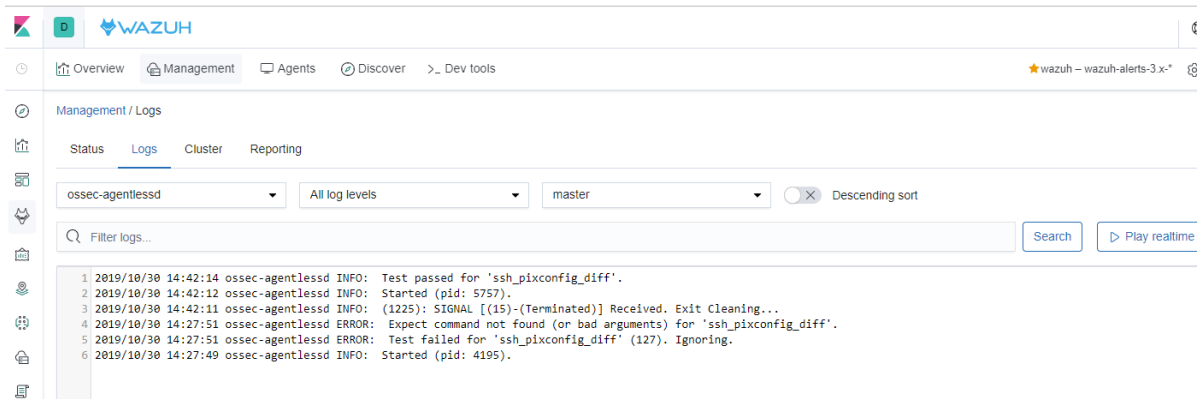 D WAZUH
Overview Management Agents Discover >_ Dev tools wazuh – wazuh-alerts-3.x-*
Management / Logs
Status Logs Cluster Reporting
ossec-agentlessd All log levels master Descending sort
Filter logs... Search Play realtime
1 2019/10/30 14:42:14 ossec-agentlessd INFO: Test passed for 'ssh_pixconfig_diff'.
2 2019/10/30 14:42:12 ossec-agentlessd INFO: Started (pid: 5757).
3 2019/10/30 14:42:11 ossec-agentlessd INFO: (1225): SIGNAL [(15)-(Terminated)] Received. Exit Cleaning...
4 2019/10/30 14:27:51 ossec-agentlessd ERROR: Expect command not found (or bad arguments) for 'ssh_pixconfig_diff'.
5 2019/10/30 14:27:51 ossec-agentlessd ERROR: Test failed for 'ssh_pixconfig_diff' (127). Ignoring.
6 2019/10/30 14:27:49 ossec-agentlessd INFO: Started (pid: 4195).